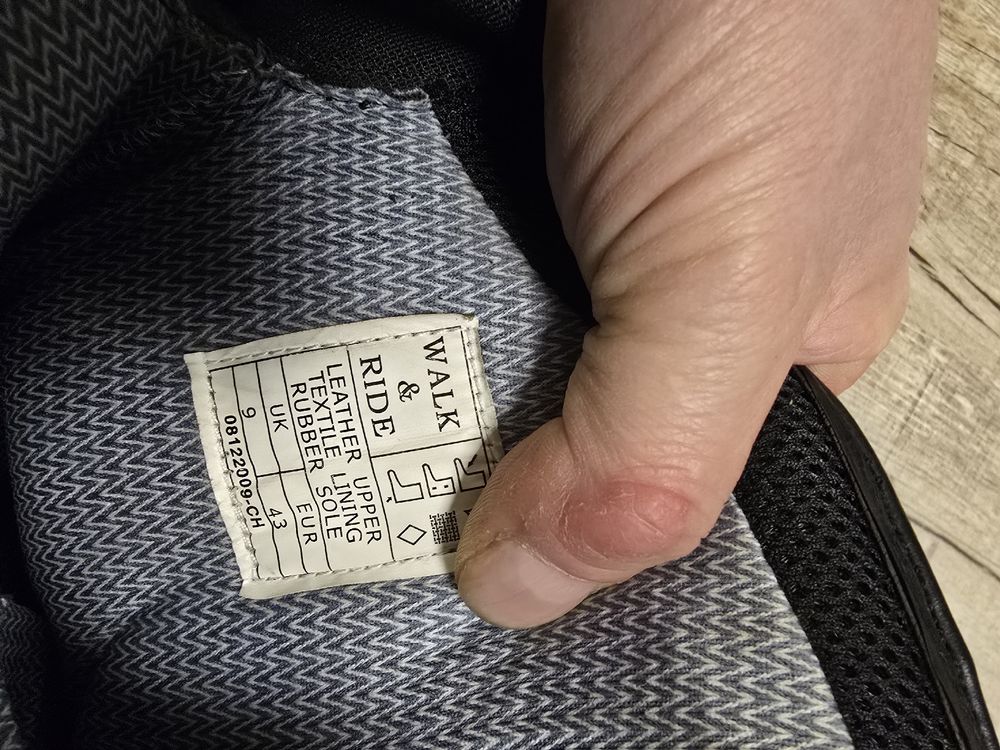 WALK
&
RIDE
LEATHER UPPER
TEXTILE LINING
RUBBER SOLE
UK EUR
9 43
08122009-CH